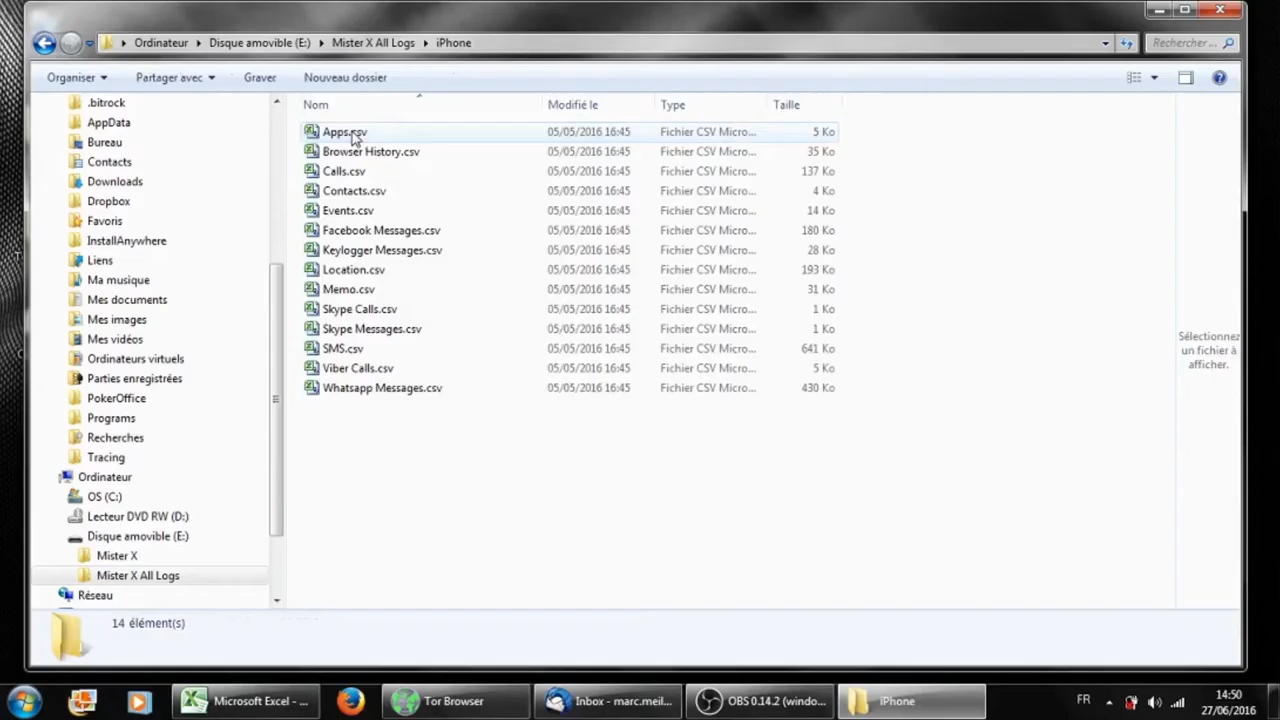 Ordinateur ▸ Disque amovible (E:) ▸ Mister X All Logs ▸ iPhone
Rechercher ...
Organiser Partager avec Graver Nouveau dossier
Nom Modifié le Type Taille
.bitrock
AppData
Bureau
Contacts
Downloads
Dropbox
Favoris
InstallAnywhere
Liens
Ma musique
Mes documents
Mes images
Mes vidéos
Ordinateurs virtuels
Parties enregistrées
PokerOffice
Programs
Recherches
Tracing
Ordinateur
OS (C:)
Lecteur DVD RW (D:)
Disque amovible (E:)
Mister X
Mister X All Logs
Réseau
Apps.csv 05/05/2016 16:45 Fichier CSV Micro... 5 Ko
Browser History.csv 05/05/2016 16:45 Fichier CSV Micro... 35 Ko
Calls.csv 05/05/2016 16:45 Fichier CSV Micro... 137 Ko
Contacts.csv 05/05/2016 16:45 Fichier CSV Micro... 4 Ko
Events.csv 05/05/2016 16:45 Fichier CSV Micro... 14 Ko
Facebook Messages.csv 05/05/2016 16:45 Fichier CSV Micro... 180 Ko
Keylogger Messages.csv 05/05/2016 16:45 Fichier CSV Micro... 28 Ko
Location.csv 05/05/2016 16:45 Fichier CSV Micro... 193 Ko
Memo.csv 05/05/2016 16:45 Fichier CSV Micro... 31 Ko
Skype Calls.csv 05/05/2016 16:45 Fichier CSV Micro... 1 Ko
Skype Messages.csv 05/05/2016 16:45 Fichier CSV Micro... 1 Ko
SMS.csv 05/05/2016 16:45 Fichier CSV Micro... 641 Ko
Viber Calls.csv 05/05/2016 16:45 Fichier CSV Micro... 5 Ko
Whatsapp Messages.csv 05/05/2016 16:45 Fichier CSV Micro... 430 Ko
Sélectionnez
un fichier à
afficher.
14 élément(s)
Microsoft Excel - ...
Tor Browser
Inbox - marc.meil...
OBS 0.14.2 (windo...
iPhone
FR
14:50
27/06/2016